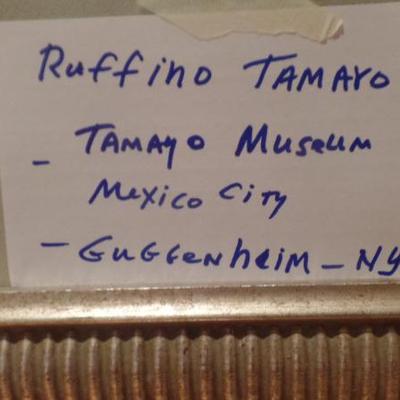 Ruffino TAMAYO
- TAMAYO Museum
Mexico City
- GUGGENheim - NY